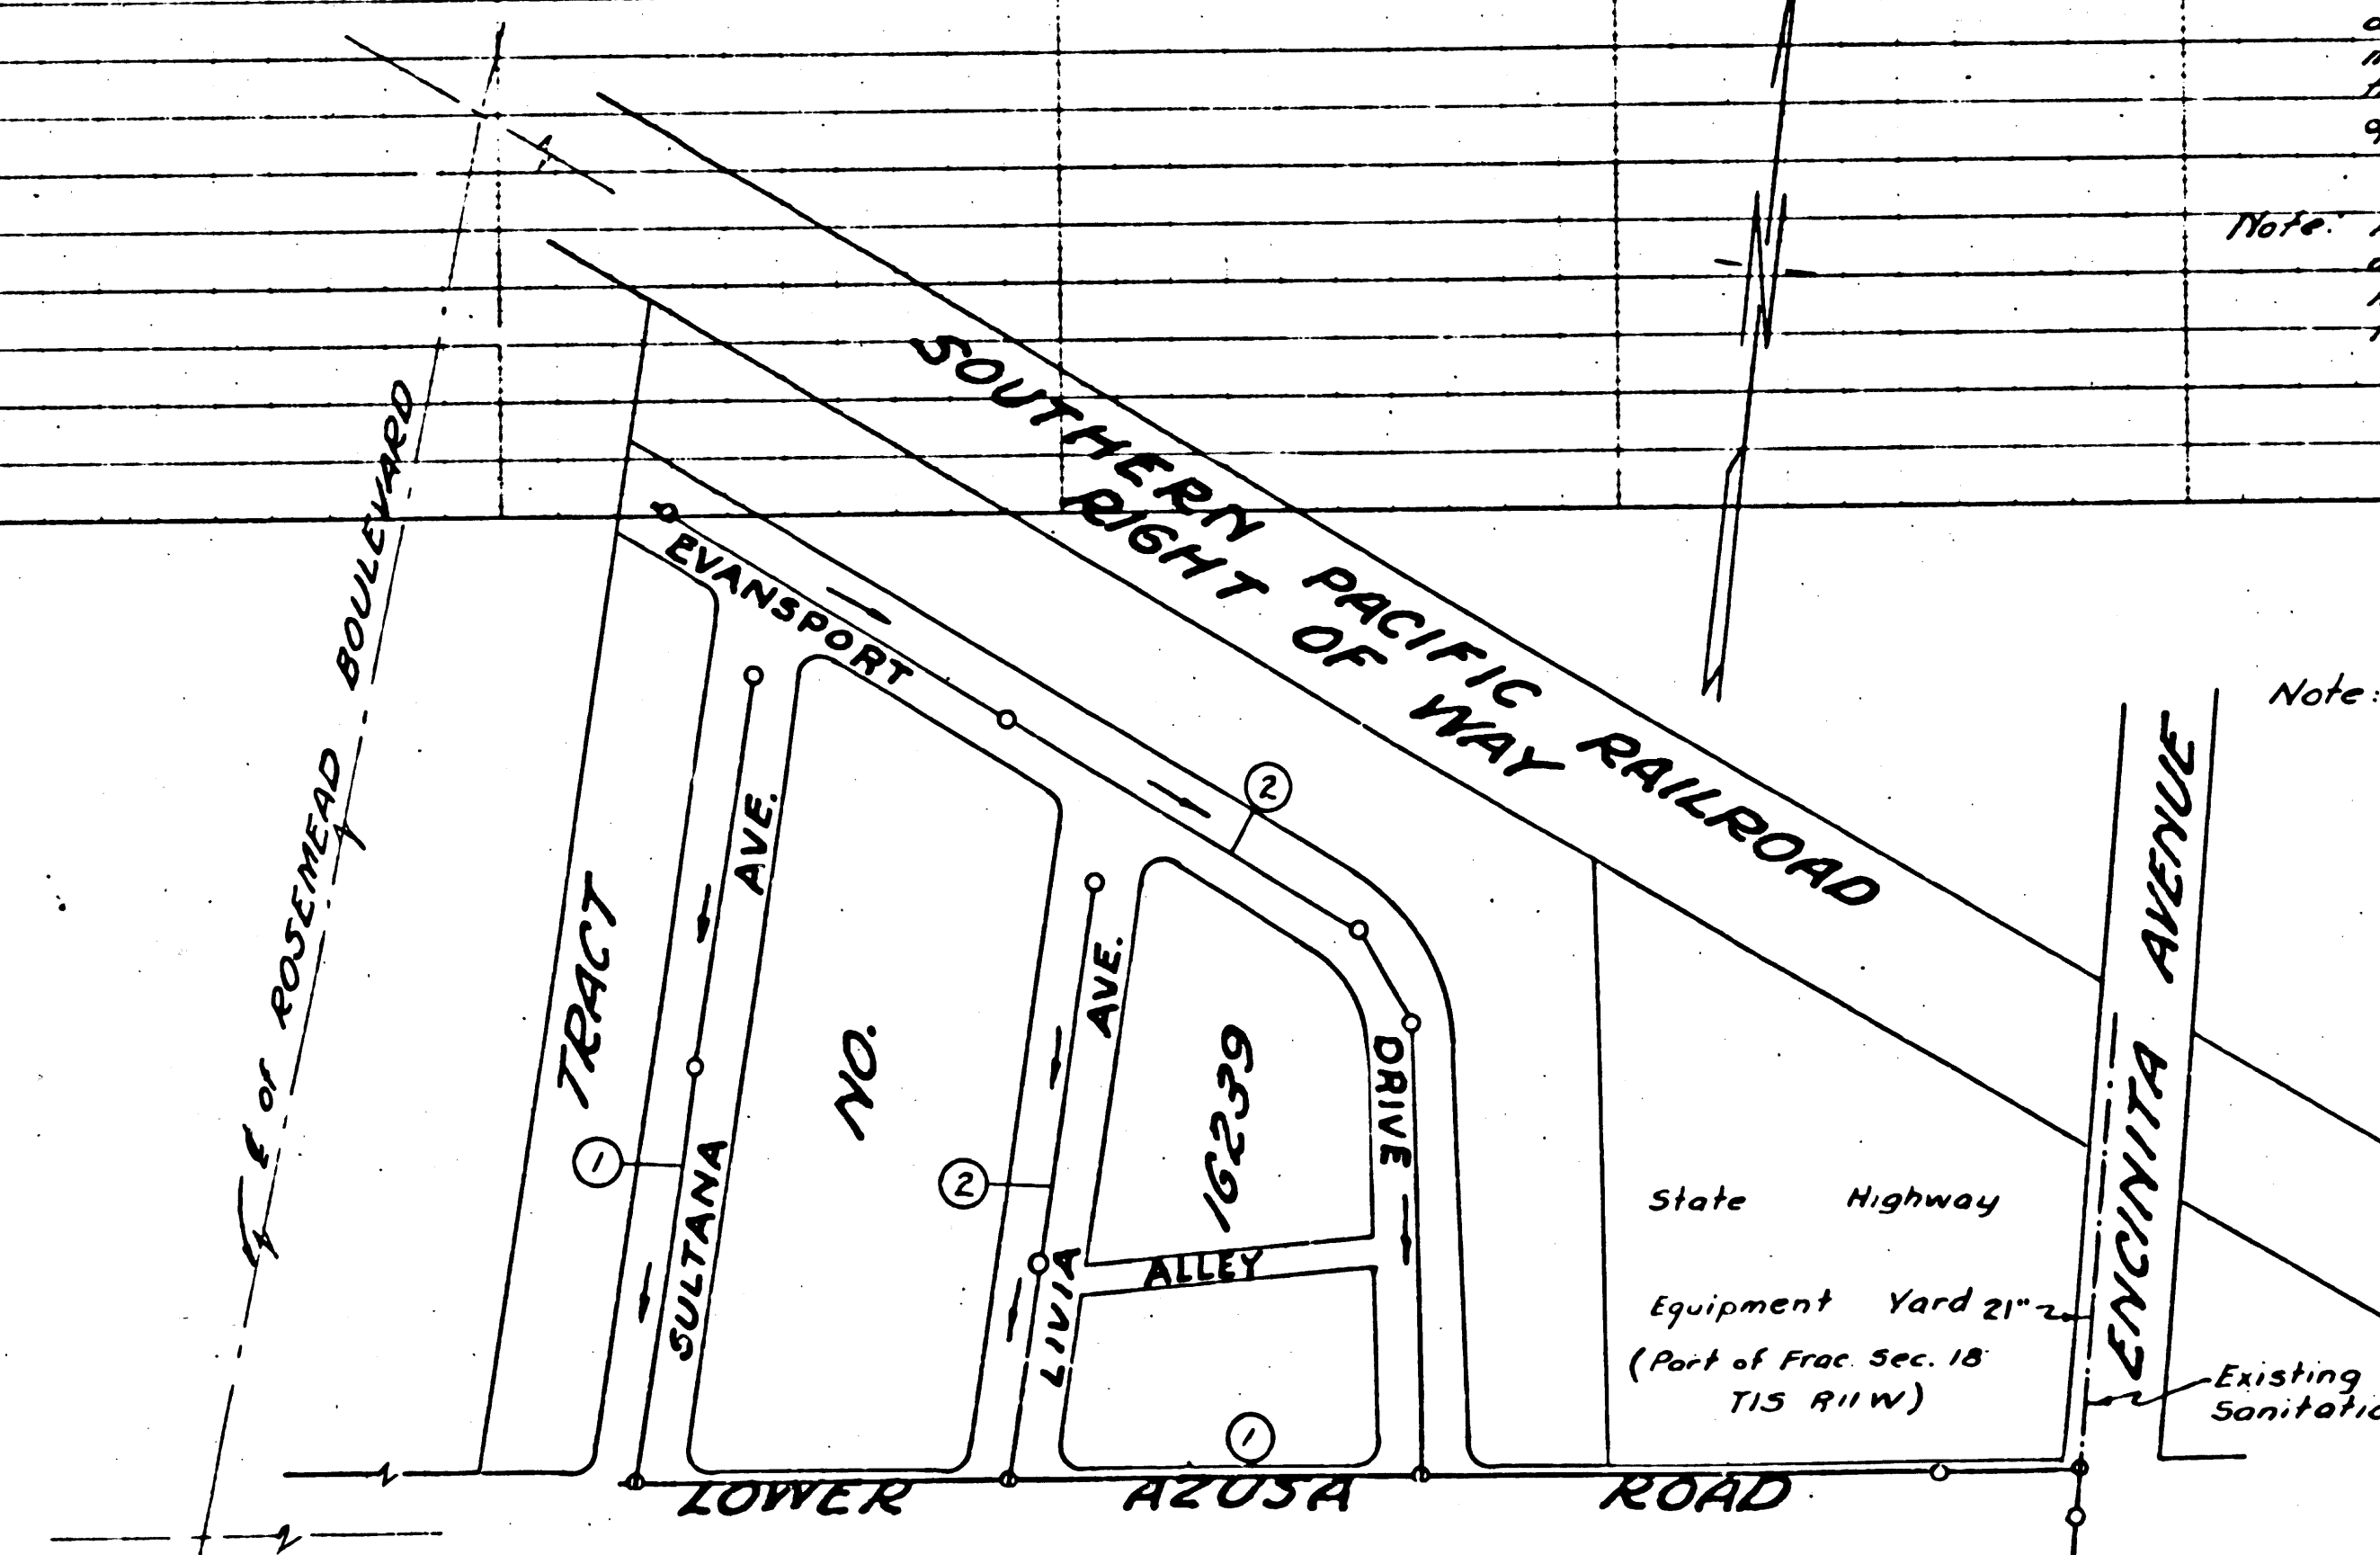 Note:
N
SOUTHERN PACIFIC RAILROAD
RIGHT OF WAY
℄ OF ROSEMEAD BOULEVARD
EVANSPORT DRIVE
Note:
2
TRACT NO. 16239
SULTANA AVE.
LIVIA AVE.
ENCINITA AVENUE
1
2
ALLEY
State Highway
Equipment Yard 21"
(Part of Frac. Sec. 18
T1S R11W)
Existing
1
LOWER AZUSA ROAD